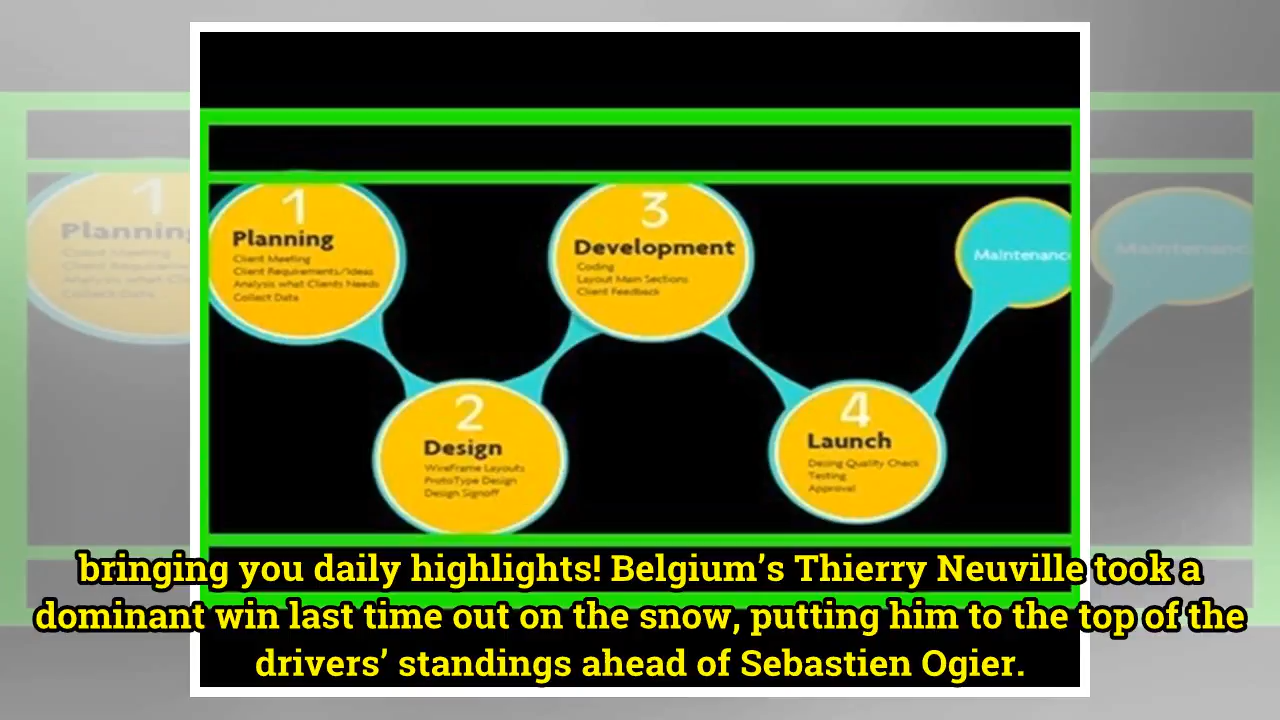 1
Planning
Client Meeting
Client Requirements/Ideas
Analysis what Clients Needs
Collect Data
2
Design
WireFrame Layouts
ProtoType Design
Design Signoff
3
Development
Coding
Layout Main Sections
Client Feedback
4
Launch
Desing Quality Check
Testing
Approval
Maintenanc
bringing you daily highlights! Belgium’s Thierry Neuville took a
dominant win last time out on the snow, putting him to the top of the
drivers’ standings ahead of Sebastien Ogier.